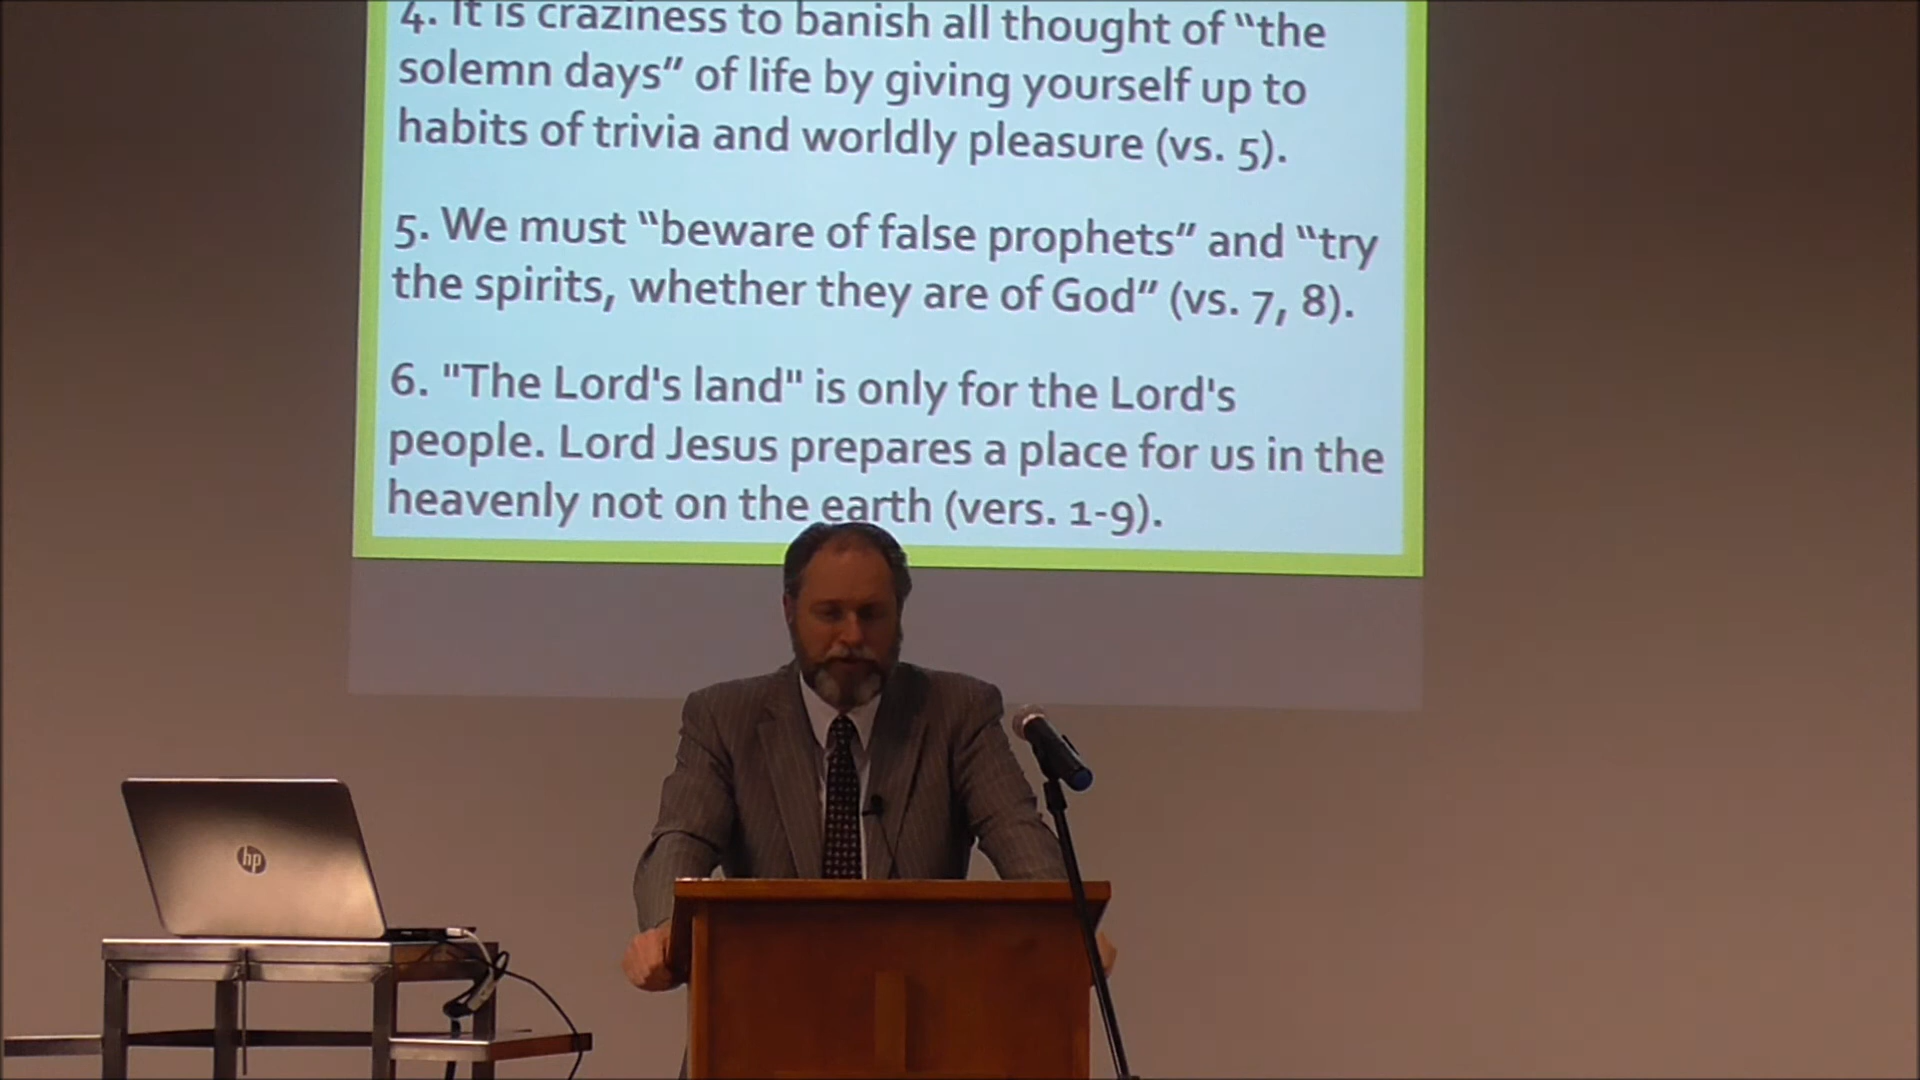 4. It is craziness to banish all thought of “the
solemn days” of life by giving yourself up to
habits of trivia and worldly pleasure (vs. 5).
5. We must “beware of false prophets” and “try
the spirits, whether they are of God” (vs. 7, 8).
6. "The Lord's land" is only for the Lord's
people. Lord Jesus prepares a place for us in the
heavenly not on the earth (vers. 1-9).
hp